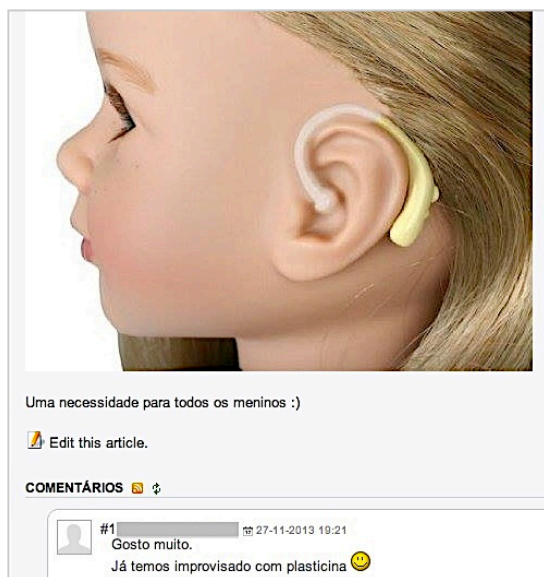 Uma necessidade para todos os meninos :)
Edit this article.
COMENTÁRIOS
#1 27-11-2013 19:21
Gosto muito.
Já temos improvisado com plasticina